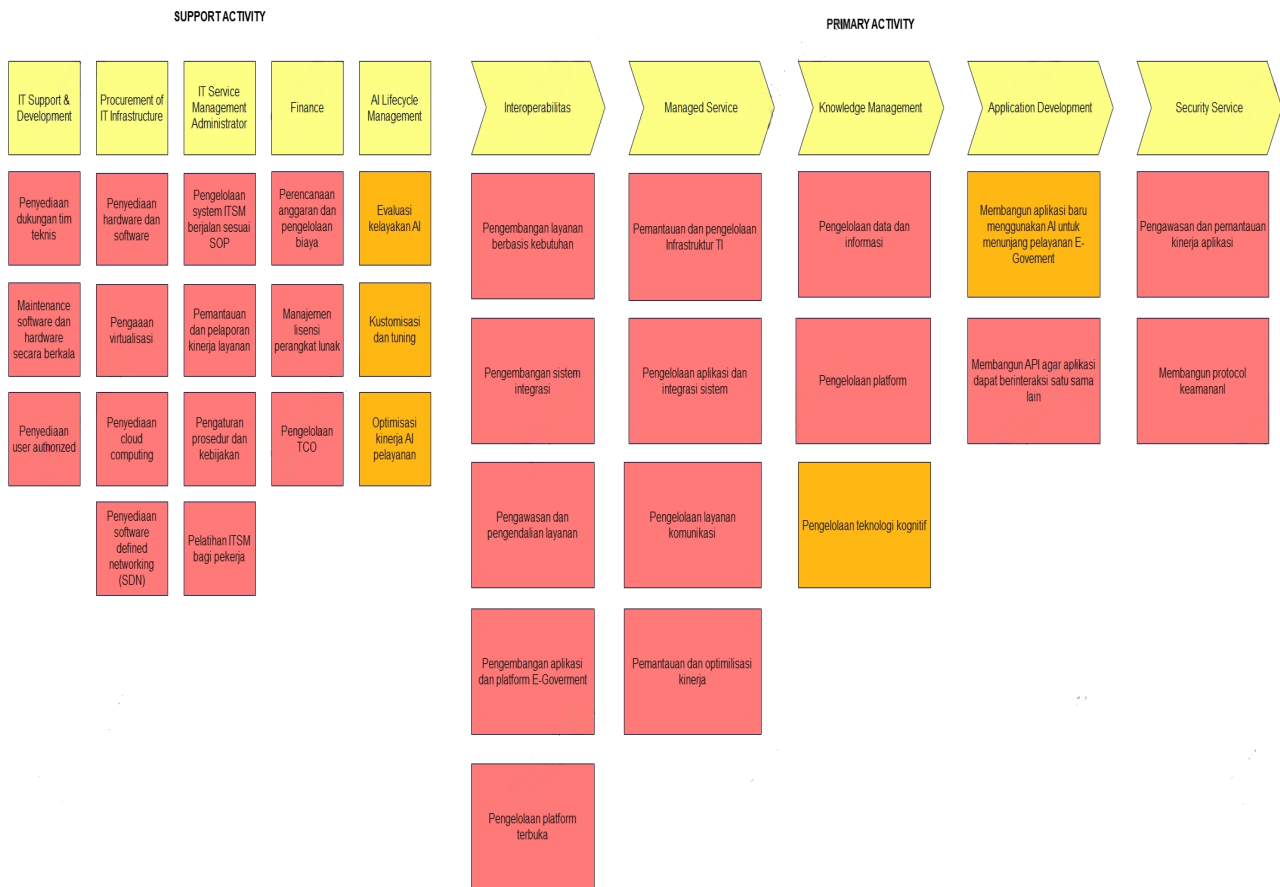 SUPPORT ACTIVITY
PRIMARY ACTIVITY
IT Support &
Development
Procurement of
IT Infrastructure
IT Service
Management
Administrator
Finance
AI Lifecycle
Management
Interoperabilitas
Managed Service
Knowledge Management
Application Development
Security Service
Penyediaan
dukungan tim
teknis
Penyediaan
hardware dan
software
Pengelolaan
system ITSM
berjalan sesuai
SOP
Perencanaan
anggaran dan
pengelolaan
biaya
Evaluasi
kelayakan AI
Pengembangan layanan
berbasis kebutuhan
Pemantauan dan pengelolaan
Infrastruktur TI
Pengelolaan data dan
informasi
Membangun aplikasi baru
menggunakan AI untuk
menunjang pelayanan E-
Govement
Pengawasan dan pemantauan
kinerja aplikasi
Maintenance
software dan
hardware
secara berkala
Pengaaan
virtualisasi
Pemantauan
dan pelaporan
kinerja layanan
Manajemen
lisensi
perangkat lunak
Kustomisasi
dan tuning
Pengembangan sistem
integrasi
Pengelolaan aplikasi dan
integrasi sistem
Pengelolaan platform
Membangun API agar aplikasi
dapat berinteraksi satu sama
lain
Membangun protocol
keamananl
Penyediaan
user authorized
Penyediaan
cloud
computing
Pengaturan
prosedur dan
kebijakan
Pengelolaan
TCO
Optimisasi
kinerja AI
pelayanan
Pengawasan dan
pengendalian layanan
Pengelolaan layanan
komunikasi
Pengelolaan teknologi kognitif
Penyediaan
software
defined
networking
(SDN)
Pelatihan ITSM
bagi pekerja
Pengembangan aplikasi
dan platform E-Goverment
Pemantauan dan optimilisasi
kinerja
Pengelolaan platform
terbuka